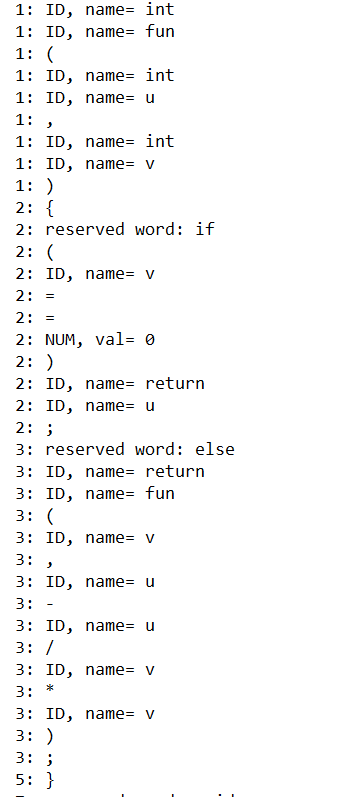 1: ID, name= int
1: ID, name= fun
1: (
1: ID, name= int
1: ID, name= u
1: ,
1: ID, name= int
1: ID, name= v
1: )
2: {
2: reserved word: if
2: (
2: ID, name= v
2: =
2: =
2: NUM, val= 0
2: )
2: ID, name= return
2: ID, name= u
2: ;
3: reserved word: else
3: ID, name= return
3: ID, name= fun
3: (
3: ID, name= v
3: ,
3: ID, name= u
3: -
3: ID, name= u
3: /
3: ID, name= v
3: *
3: ID, name= v
3: )
3: ;
5: }